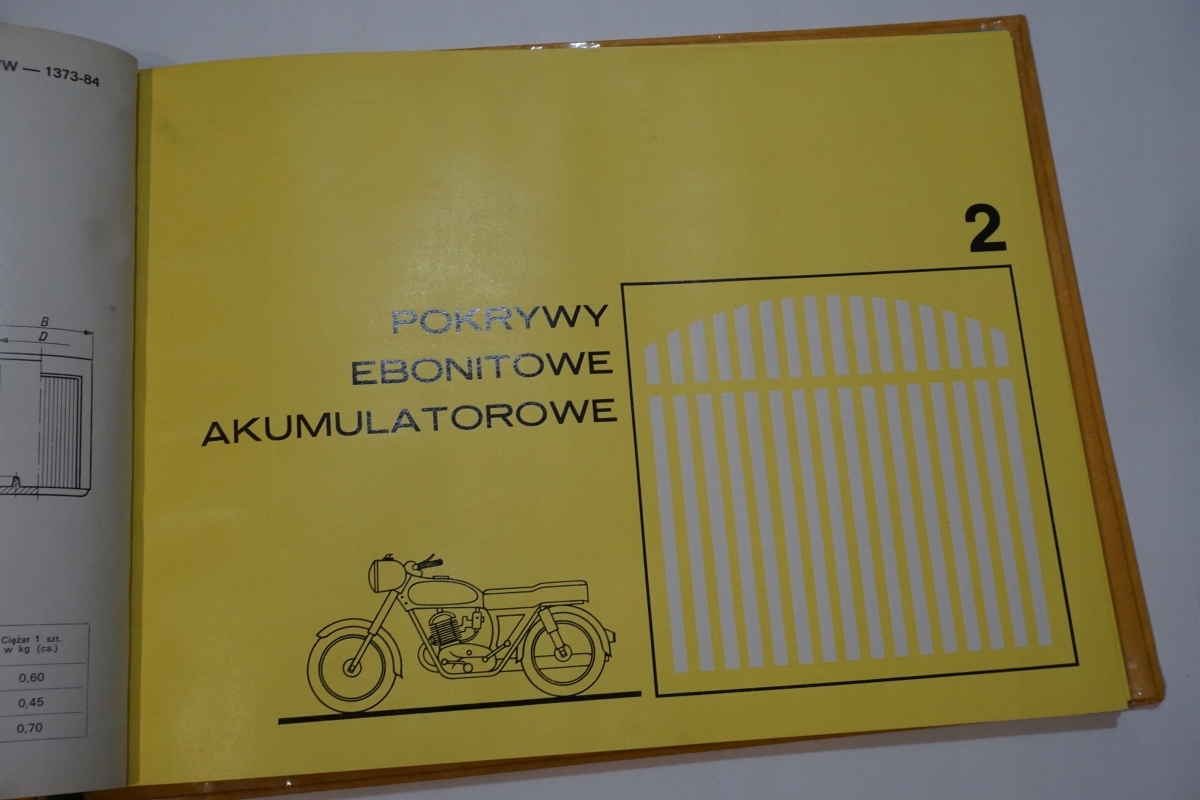 — 1373-84
B
D
Ciężar 1 szt.
w kg (ca.)
0,60
0,45
0,70
2
POKRYWY
EBONITOWE
AKUMULATOROWE